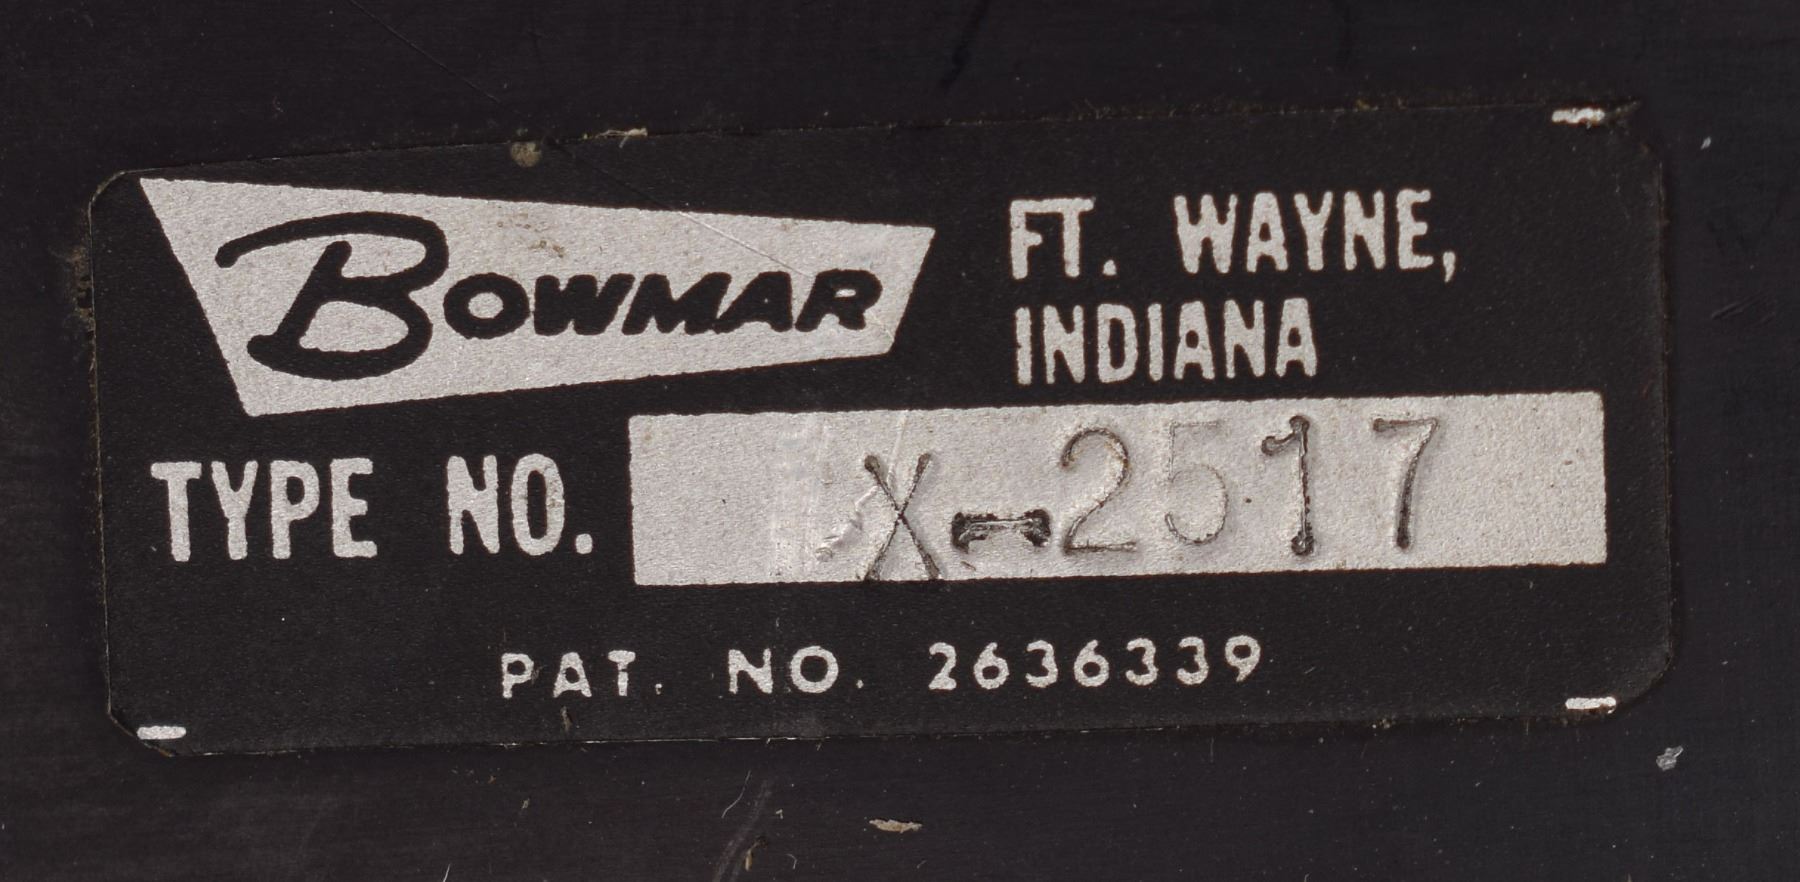 BOWMAR
FT. WAYNE,
INDIANA
TYPE NO. X-2517
PAT. NO. 2636339